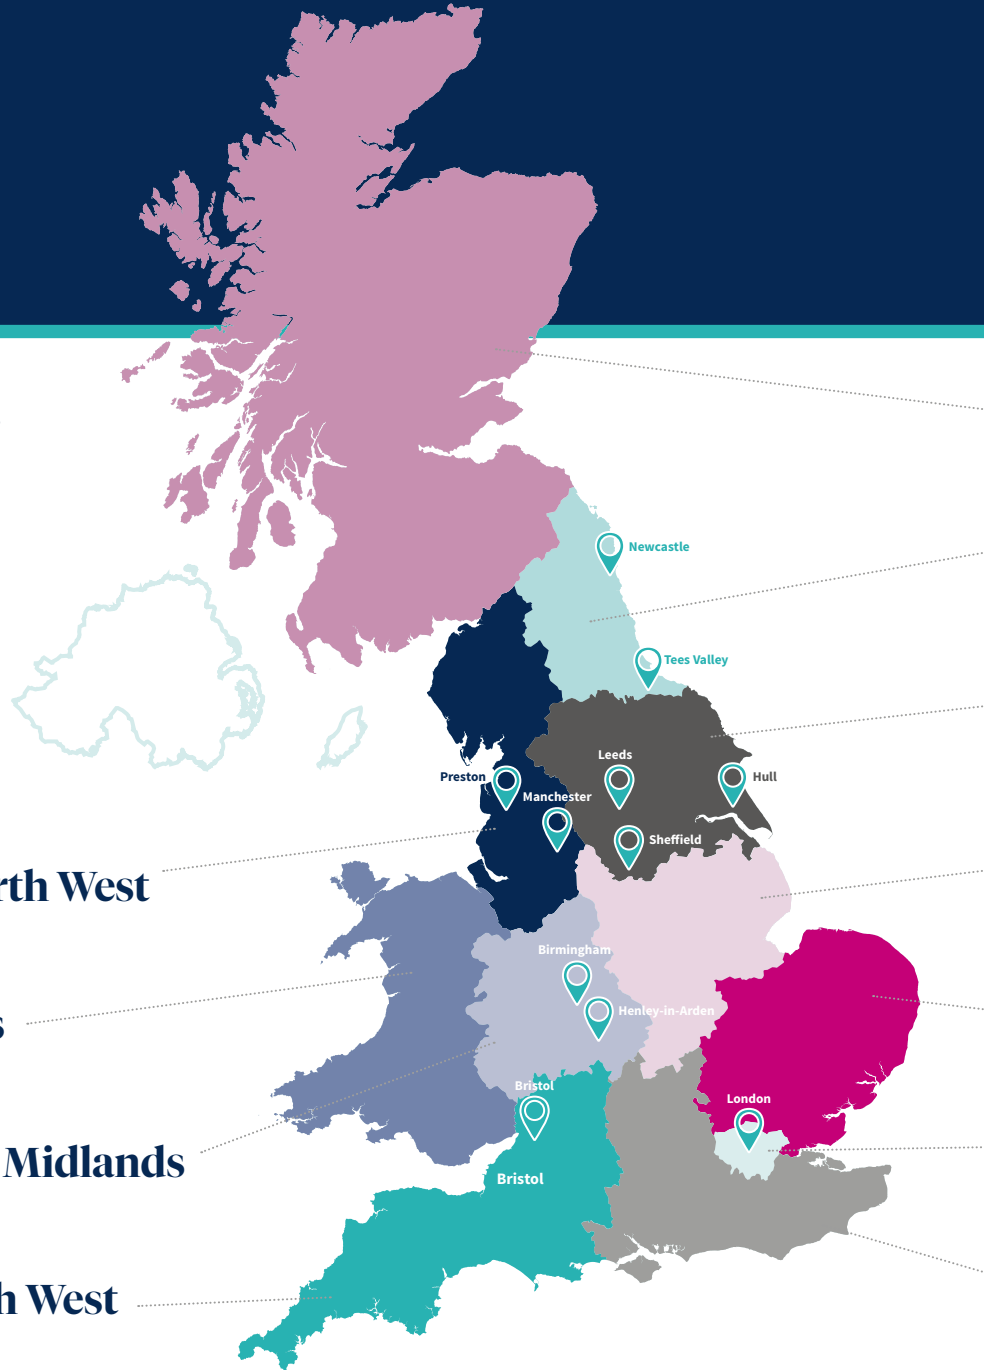 Newcastle
Tees Valley
Leeds
Preston
Hull
Manchester
Sheffield
rth West
Birmingham
Henley-in-Arden
s
Bristol
London
Midlands
Bristol
h West